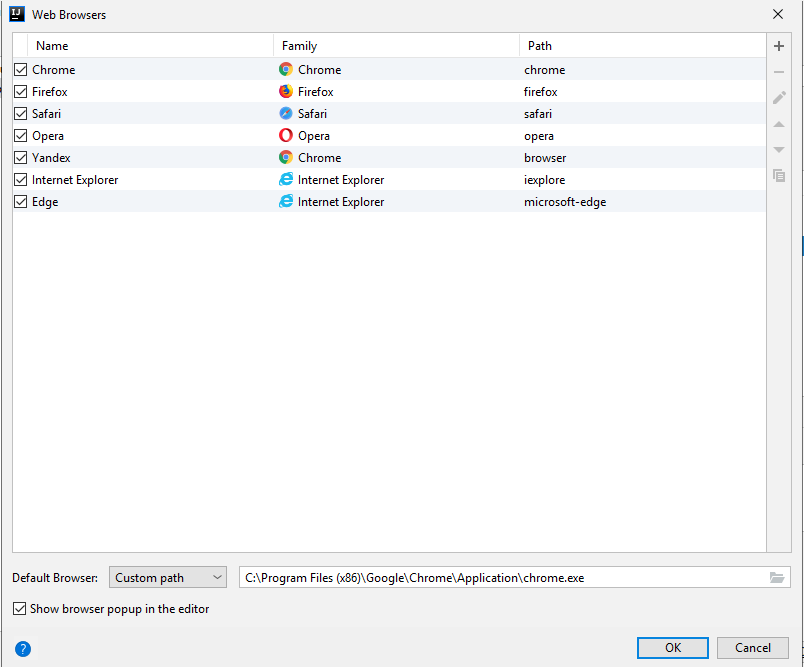 IJ Web Browsers
Name Family Path
Chrome Chrome chrome
Firefox Firefox firefox
Safari Safari safari
Opera Opera opera
Yandex Chrome browser
Internet Explorer Internet Explorer iexplore
Edge Internet Explorer microsoft-edge
Default Browser: Custom path C:\Program Files (x86)\Google\Chrome\Application\chrome.exe
Show browser popup in the editor
? OK Cancel